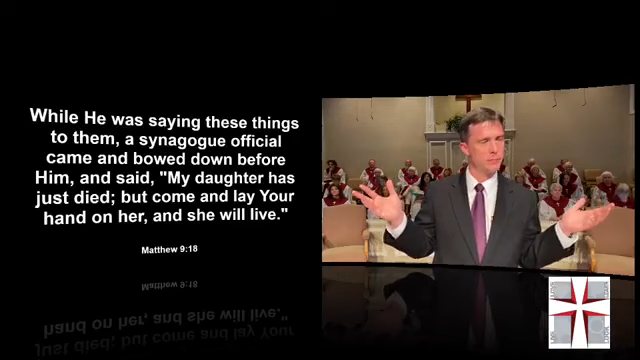 While He was saying these things
to them, a synagogue official
came and bowed down before
Him, and said, "My daughter has
just died; but come and lay Your
hand on her, and she will live."
Matthew 9:18